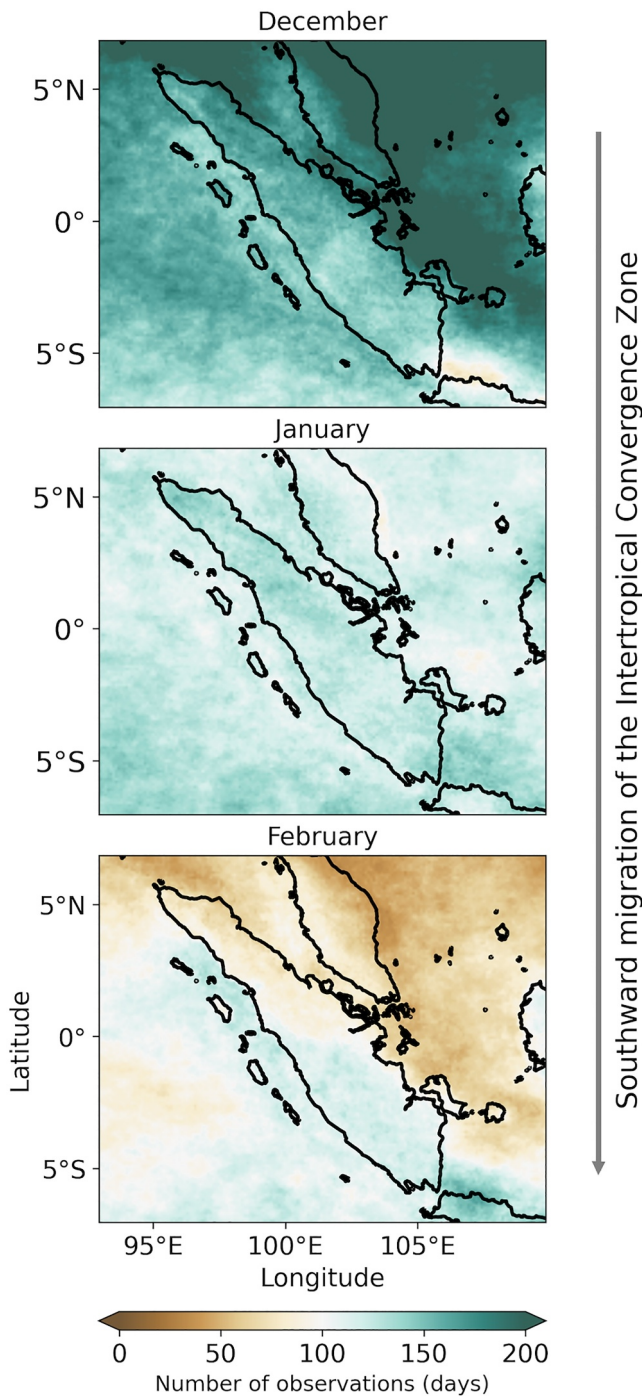 December
5°N
0°
5°S
January
5°N
0°
5°S
February
5°N
0°
5°S
Latitude
95°E 100°E 105°E
Longitude
0 50 100 150 200
Number of observations (days)
Southward migration of the Intertropical Convergence Zone